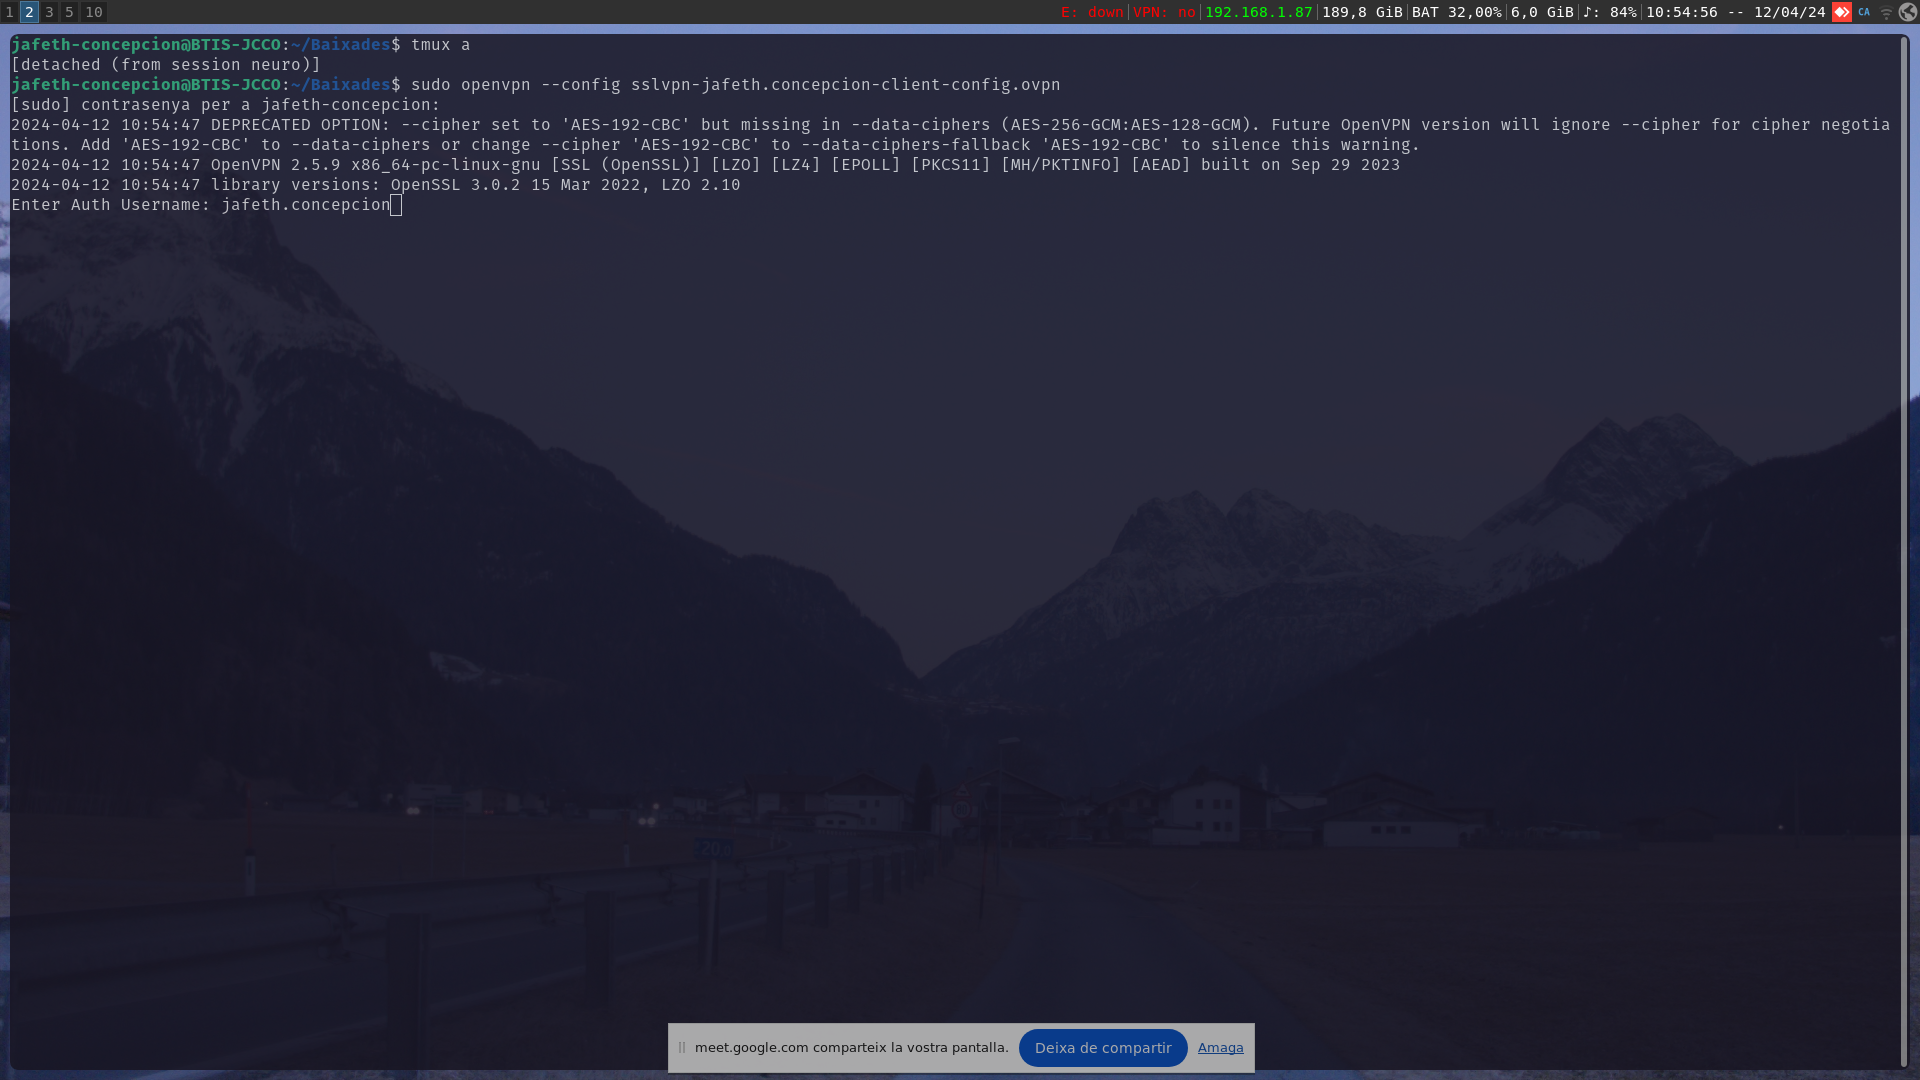 1 2 3 5 10
E: down|VPN: no|192.168.1.87|189,8 GiB|BAT 32,00%|6,0 GiB|♪: 84%|10:54:56 -- 12/04/24 CA
jafeth-concepcion@BTIS-JCCO:~/Baixades$ tmux a
[detached (from session neuro)]
jafeth-concepcion@BTIS-JCCO:~/Baixades$ sudo openvpn --config sslvpn-jafeth.concepcion-client-config.ovpn
[sudo] contrasenya per a jafeth-concepcion:
2024-04-12 10:54:47 DEPRECATED OPTION: --cipher set to 'AES-192-CBC' but missing in --data-ciphers (AES-256-GCM:AES-128-GCM). Future OpenVPN version will ignore --cipher for cipher negotia
tions. Add 'AES-192-CBC' to --data-ciphers or change --cipher 'AES-192-CBC' to --data-ciphers-fallback 'AES-192-CBC' to silence this warning.
2024-04-12 10:54:47 OpenVPN 2.5.9 x86_64-pc-linux-gnu [SSL (OpenSSL)] [LZO] [LZ4] [EPOLL] [PKCS11] [MH/PKTINFO] [AEAD] built on Sep 29 2023
2024-04-12 10:54:47 library versions: OpenSSL 3.0.2 15 Mar 2022, LZO 2.10
Enter Auth Username: jafeth.concepcion
meet.google.com comparteix la vostra pantalla. Deixa de compartir Amaga